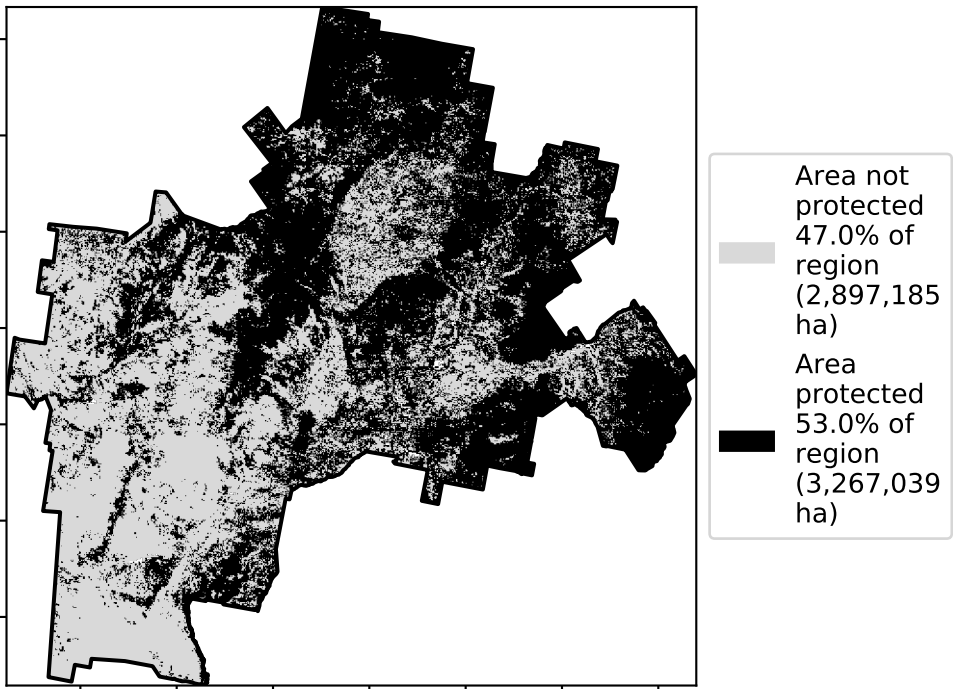 Area not
protected
47.0% of
region
(2,897,185
ha)
Area
protected
53.0% of
region
(3,267,039
ha)